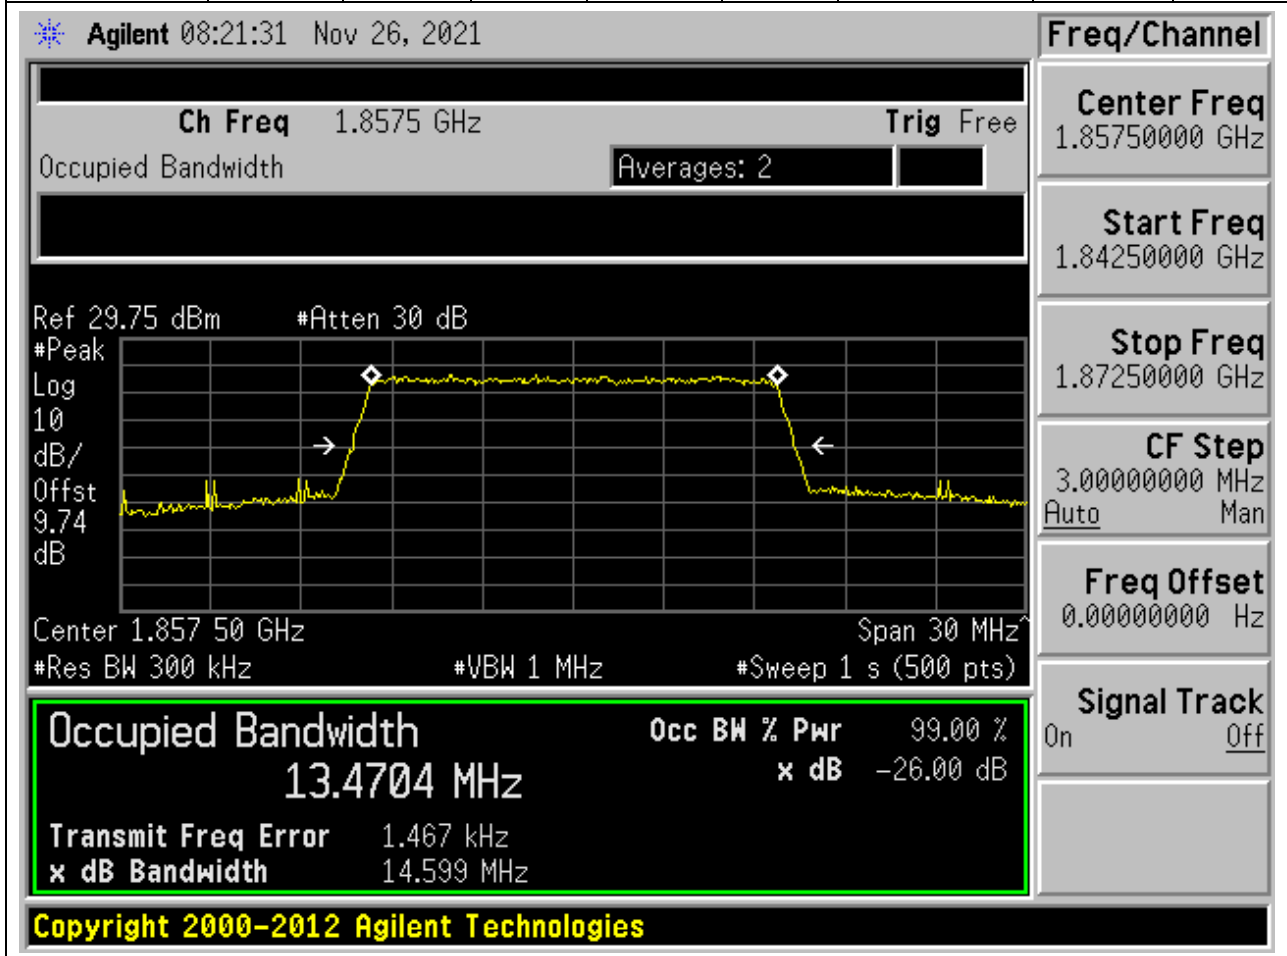 Agilent 08:21:31 Nov 26, 2021
Freq/Channel
Ch Freq 1.8575 GHz Trig Free
Occupied Bandwidth Averages: 2
Center Freq
1.85750000 GHz
Start Freq
1.84250000 GHz
Stop Freq
1.87250000 GHz
CF Step
3.00000000 MHz
Auto Man
Freq Offset
0.00000000 Hz
Signal Track
On Off
Ref 29.75 dBm #Atten 30 dB
#Peak
Log
10
dB/
Offst
9.74
dB
Center 1.857 50 GHz Span 30 MHz^
#Res BW 300 kHz #VBW 1 MHz #Sweep 1 s (500 pts)
Occupied Bandwidth Occ BW % Pwr 99.00 %
13.4704 MHz x dB -26.00 dB
Transmit Freq Error 1.467 kHz
x dB Bandwidth 14.599 MHz
Copyright 2000-2012 Agilent Technologies